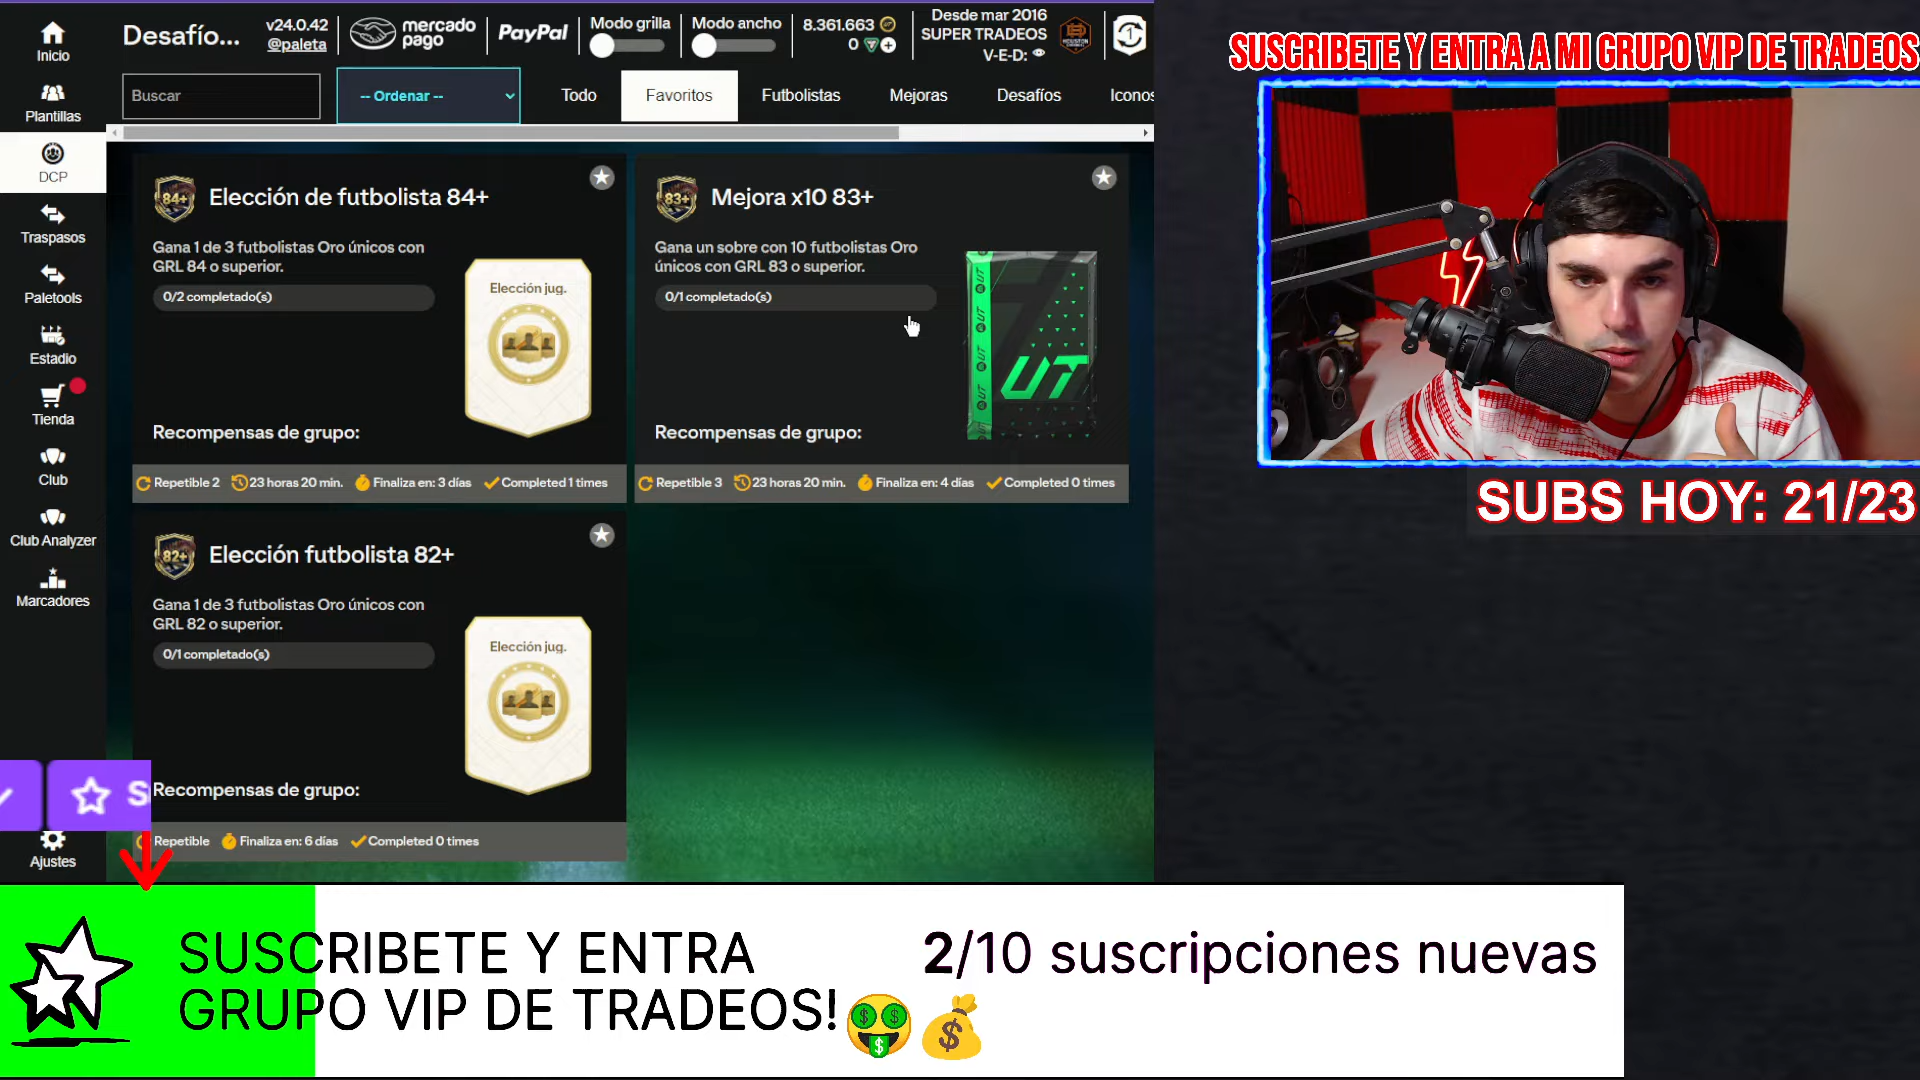 Inicio
Plantillas
DCP
Traspasos
Paletools
Estadio
Tienda
Club
Club Analyzer
Marcadores
Ajustes
Desafío...
v24.0.42
@paleta
mercado
pago
PayPal
Modo grilla
Modo ancho
8.361.663
0
Desde mar 2016
SUPER TRADEOS
V-E-D:
1
Buscar
-- Ordenar --
Todo
Favoritos
Futbolistas
Mejoras
Desafíos
Iconos
84+
Elección de futbolista 84+
Gana 1 de 3 futbolistas Oro únicos con
GRL 84 o superior.
0/2 completado(s)
Elección jug.
Recompensas de grupo:
Repetible 2
23 horas 20 min.
Finaliza en: 3 días
Completed 1 times
83+
Mejora x10 83+
Gana un sobre con 10 futbolistas Oro
únicos con GRL 83 o superior.
0/1 completado(s)
UT
UT
UT
UT
UT
Recompensas de grupo:
Repetible 3
23 horas 20 min.
Finaliza en: 4 días
Completed 0 times
82+
Elección futbolista 82+
Gana 1 de 3 futbolistas Oro únicos con
GRL 82 o superior.
0/1 completado(s)
Elección jug.
Recompensas de grupo:
Repetible
Finaliza en: 6 días
Completed 0 times
S
SUSCRIBETE Y ENTRA A MI GRUPO VIP DE TRADEOS
SUBS HOY: 21/23
SUSCRIBETE Y ENTRA
GRUPO VIP DE TRADEOS!
2/10 suscripciones nuevas